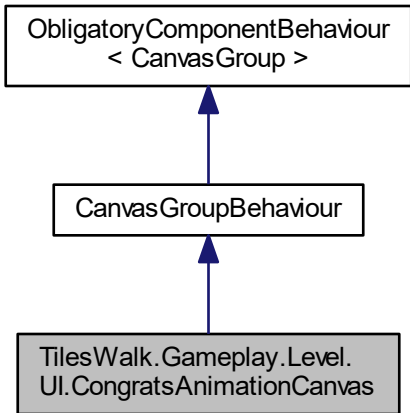 ObligatoryComponentBehaviour
< CanvasGroup >
CanvasGroupBehaviour
TilesWalk.Gameplay.Level.
UI.CongratsAnimationCanvas